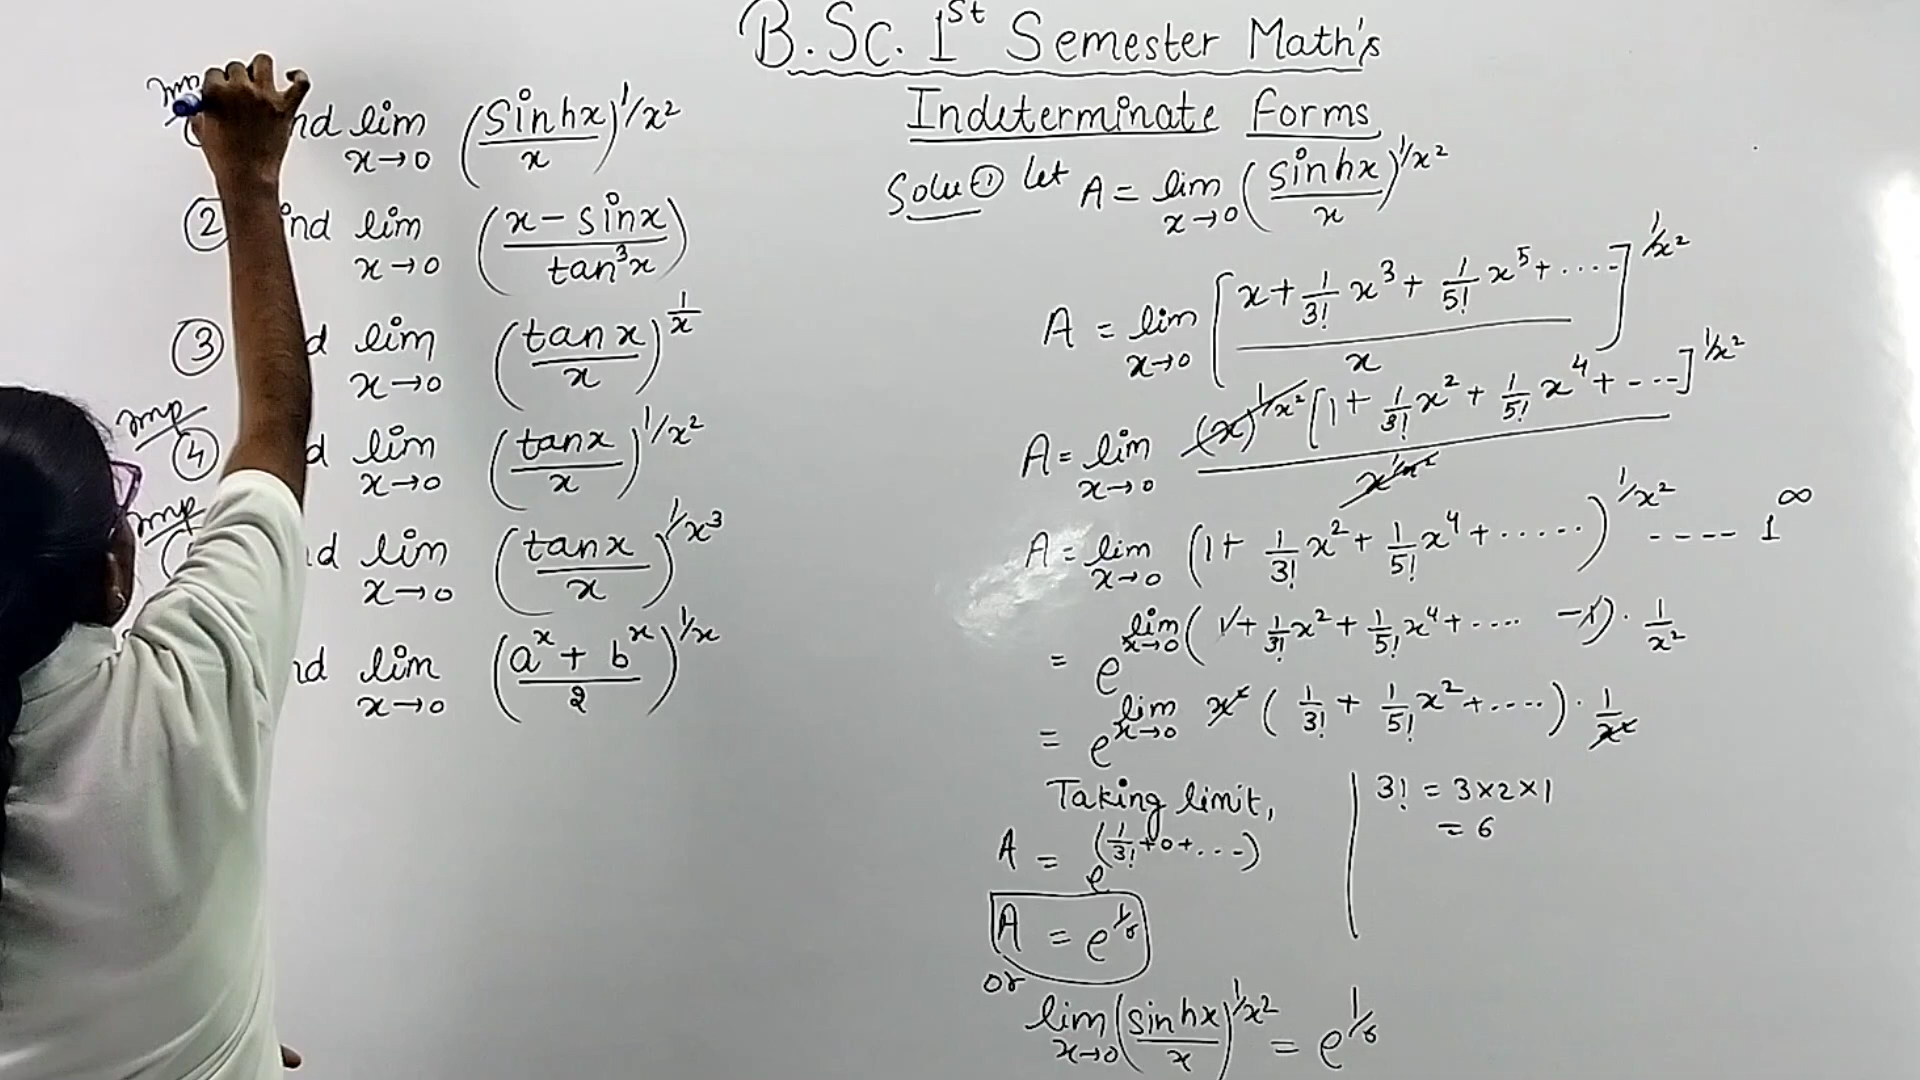 B.Sc. 1st Semester Math's
Indeterminate Forms
Imp
lim x→0 (sinhx/x)^1/x²
② lim x→0 (x - sinx / tan³x)
③ lim x→0 (tanx/x)^1/x
Imp
④ lim x→0 (tanx/x)^1/x²
Imp
lim x→0 (tanx/x)^1/x³
lim x→0 (a^x + b^x / 2)^1/x
Solu ① let A = lim x→0 (sinhx/x)^1/x²
A = lim x→0 [x + 1/3! x³ + 1/5! x⁵ + ..... / x]^1/x²
A = lim x→0 (x)^1/x² [1 + 1/3! x² + 1/5! x⁴ + ....]^1/x² / x^1/x²
A = lim x→0 (1 + 1/3! x² + 1/5! x⁴ + ......)^1/x² ---- 1^∞
= e^lim x→0 (1 + 1/3! x² + 1/5! x⁴ + .... -1) · 1/x²
= e^lim x→0 x² (1/3! + 1/5! x² + ....) · 1/x²
Taking limit,
A = e^(1/3! + 0 + ...)
A = e^1/6
or
lim x→0 (sinhx/x)^1/x² = e^1/6
3! = 3×2×1
= 6